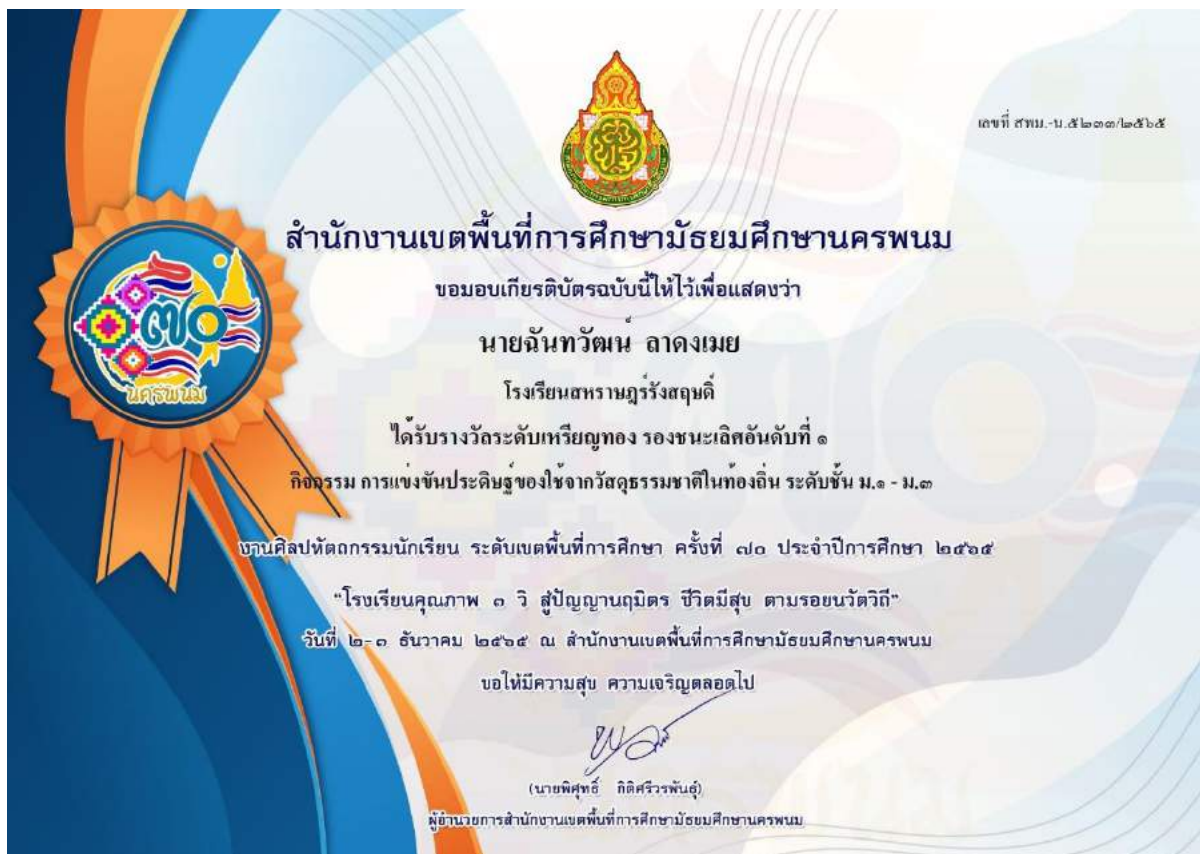 เลขที่ สพม.-น.๕๒๓๓/๒๕๖๕
สำนักงานเขตพื้นที่การศึกษามัธยมศึกษานครพนม
ขอมอบเกียรติบัตรฉบับนี้ให้ไว้เพื่อแสดงว่า
นายฉันทวัฒน์ ลาดงเมย
โรงเรียนสหราษฎร์รังสฤษดิ์
ได้รับรางวัลระดับเหรียญทอง รองชนะเลิศอันดับที่ ๑
กิจกรรม การแข่งขันประดิษฐ์ของใช้จากวัสดุธรรมชาติในท้องถิ่น ระดับชั้น ม.๑ - ม.๓
๗๐
นครพนม
งานศิลปหัตถกรรมนักเรียน ระดับเขตพื้นที่การศึกษา ครั้งที่ ๗๐ ประจำปีการศึกษา ๒๕๖๕
“โรงเรียนคุณภาพ ๓ วิ สู่ปัญญานฤมิตร ชีวิตมีสุข ตามรอยนวัตวิถี”
วันที่ ๒-๓ ธันวาคม ๒๕๖๕ ณ สำนักงานเขตพื้นที่การศึกษามัธยมศึกษานครพนม
ขอให้มีความสุข ความเจริญตลอดไป
(นายพิศุทธิ์ กิติศรีวรพันธุ์)
ผู้อำนวยการสำนักงานเขตพื้นที่การศึกษามัธยมศึกษานครพนม